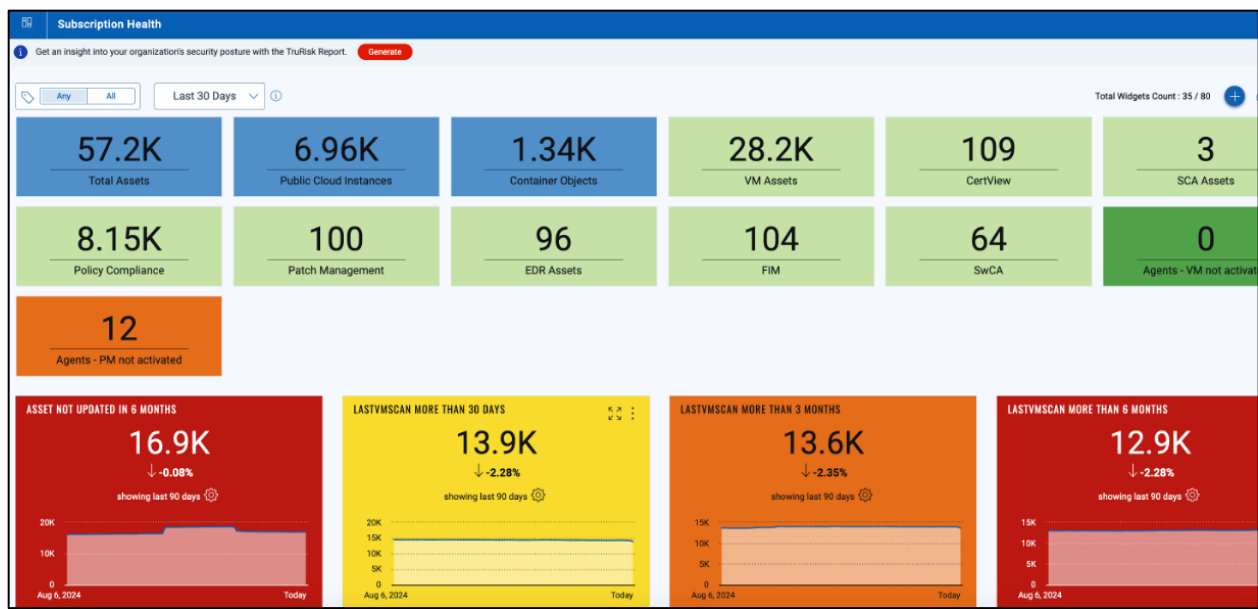 Subscription Health
Get an insight into your organization's security posture with the TruRisk Report. Generate
Any All Last 30 Days Total Widgets Count : 35 / 80
57.2K 6.96K 1.34K 28.2K 109 3
Total Assets Public Cloud Instances Container Objects VM Assets CertView SCA Assets
8.15K 100 96 104 64 0
Policy Compliance Patch Management EDR Assets FIM SwCA Agents - VM not activat
12
Agents - PM not activated
ASSET NOT UPDATED IN 6 MONTHS LASTVMSCAN MORE THAN 30 DAYS LASTVMSCAN MORE THAN 3 MONTHS LASTVMSCAN MORE THAN 6 MONTHS
16.9K 13.9K 13.6K 12.9K
↓ -0.08% ↓ -2.28% ↓ -2.35% ↓ -2.28%
showing last 90 days showing last 90 days showing last 90 days showing last 90 days
20K 20K 15K 15K
15K
10K 10K 10K 10K
5K 5K 5K
0 0 0 0
Aug 6, 2024 Today Aug 6, 2024 Today Aug 6, 2024 Today Aug 6, 2024